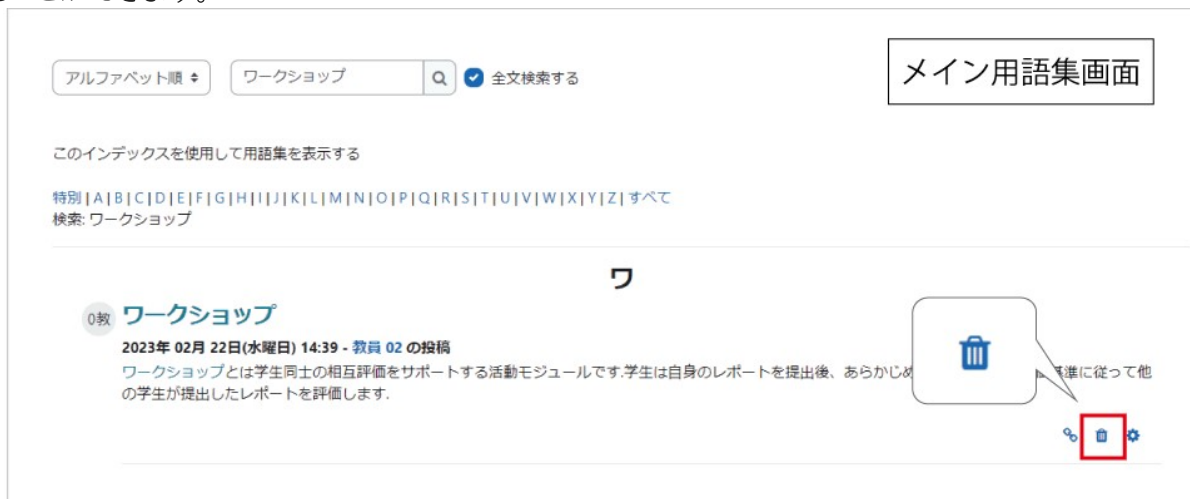 アルファベット順 ワークショップ 全文検索する
メイン用語集画面
このインデックスを使用して用語集を表示する
特別 | A | B | C | D | E | F | G | H | I | J | K | L | M | N | O | P | Q | R | S | T | U | V | W | X | Y | Z | すべて
検索: ワークショップ
ワ
0教 ワークショップ
2023年 02月 22日(水曜日) 14:39 - 教員 02 の投稿
ワークショップとは学生同士の相互評価をサポートする活動モジュールです.学生は自身のレポートを提出後、あらかじめ 準に従って他
の学生が提出したレポートを評価します.